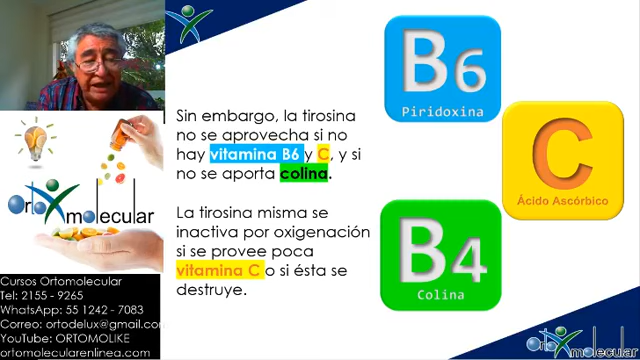 B6
Piridoxina
Sin embargo, la tirosina
no se aprovecha si no
hay vitamina B6 y C, y si
no se aporta colina.
C
Ácido Ascórbico
La tirosina misma se
inactiva por oxigenación
si se provee poca
vitamina C o si ésta se
destruye.
B4
Colina
Orto molecular
Cursos Ortomolecular
Tel: 2155 - 9265
WhatsApp: 55 1242 - 7083
Correo: ortodelux@gmail.com
YouTube: ORTOMOLIKE
ortomolecularenlinea.com
Orto molecular